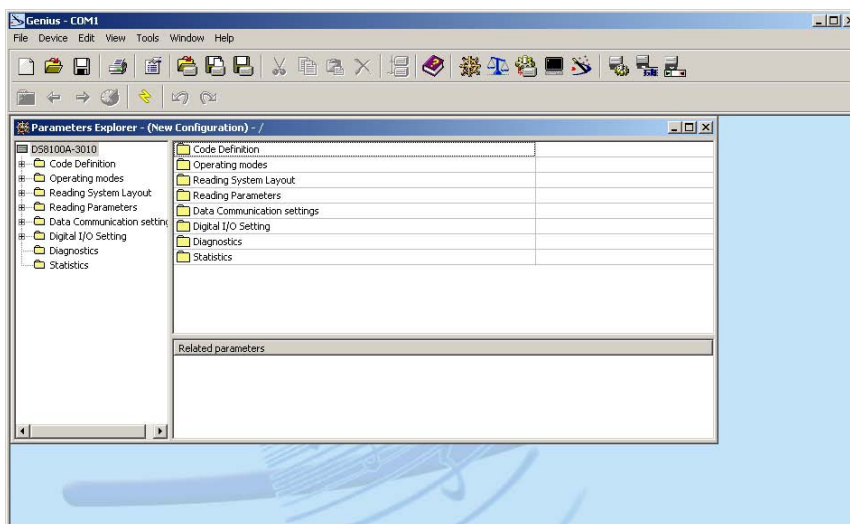 Genius - COM1
File Device Edit View Tools Window Help
Parameters Explorer - (New Configuration) - /
DS8100A-3010
Code Definition
Operating modes
Reading System Layout
Reading Parameters
Data Communication setting
Digital I/O Setting
Diagnostics
Statistics
Code Definition
Operating modes
Reading System Layout
Reading Parameters
Data Communication settings
Digital I/O Setting
Diagnostics
Statistics
Related parameters